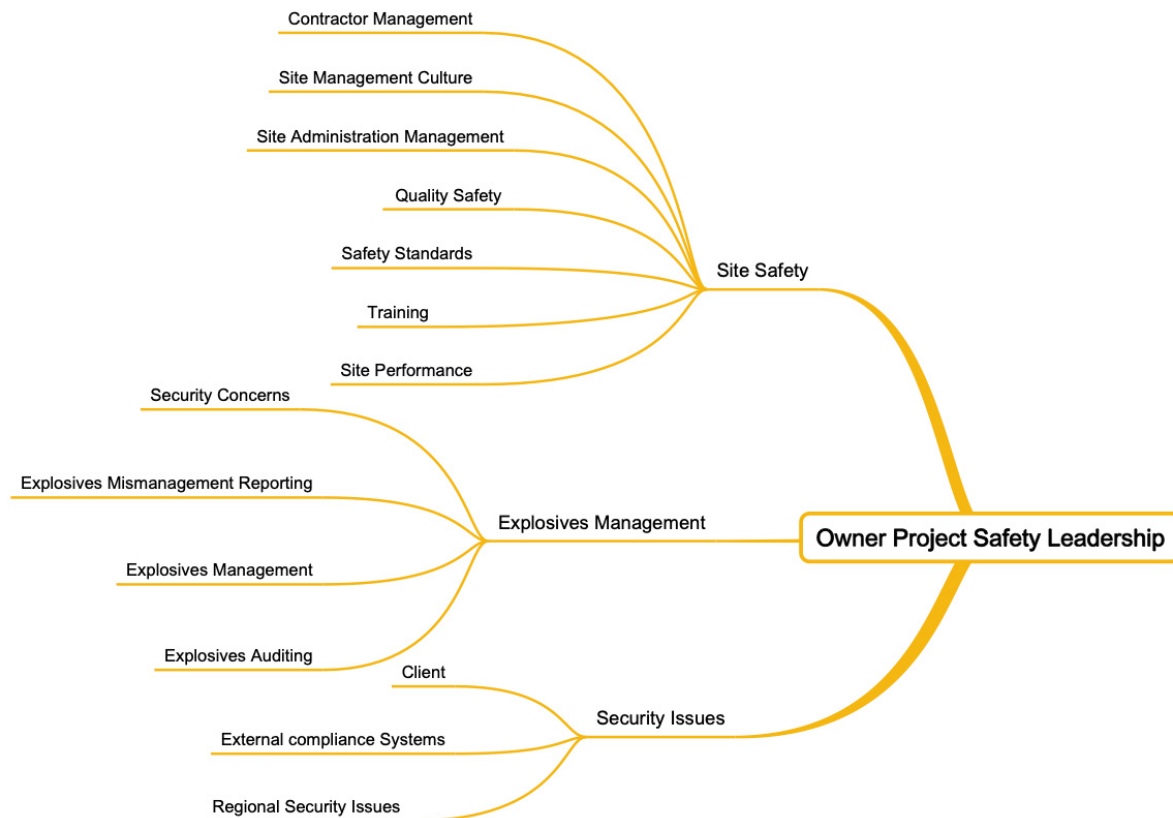 Contractor Management
Site Management Culture
Site Administration Management
Quality Safety
Safety Standards
Training
Site Performance
Site Safety
Security Concerns
Explosives Mismanagement Reporting
Explosives Management
Explosives Auditing
Explosives Management
Client
External compliance Systems
Regional Security Issues
Security Issues
Owner Project Safety Leadership